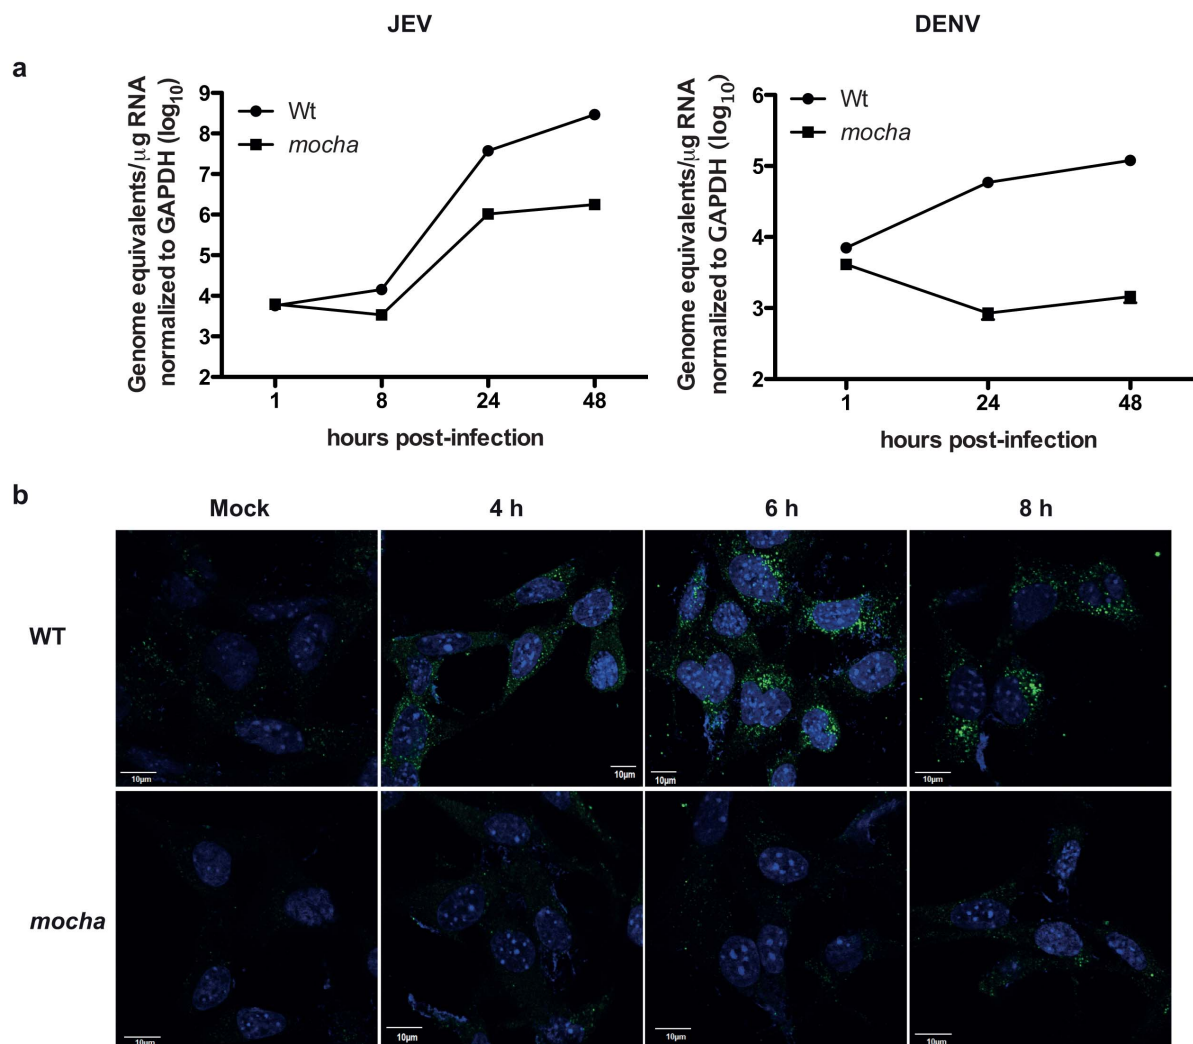 JEV
DENV
a
Genome equivalents/µg RNA
normalized to GAPDH (log10)
9
8
7
6
5
4
3
2
Wt
mocha
1 8 24 48
hours post-infection
Genome equivalents/µg RNA
normalized to GAPDH (log10)
6
5
4
3
2
Wt
mocha
1 24 48
hours post-infection
b
Mock 4 h 6 h 8 h
WT
10µm
10µm
10µm
10µm
mocha
10µm
10µm
10µm
10µm